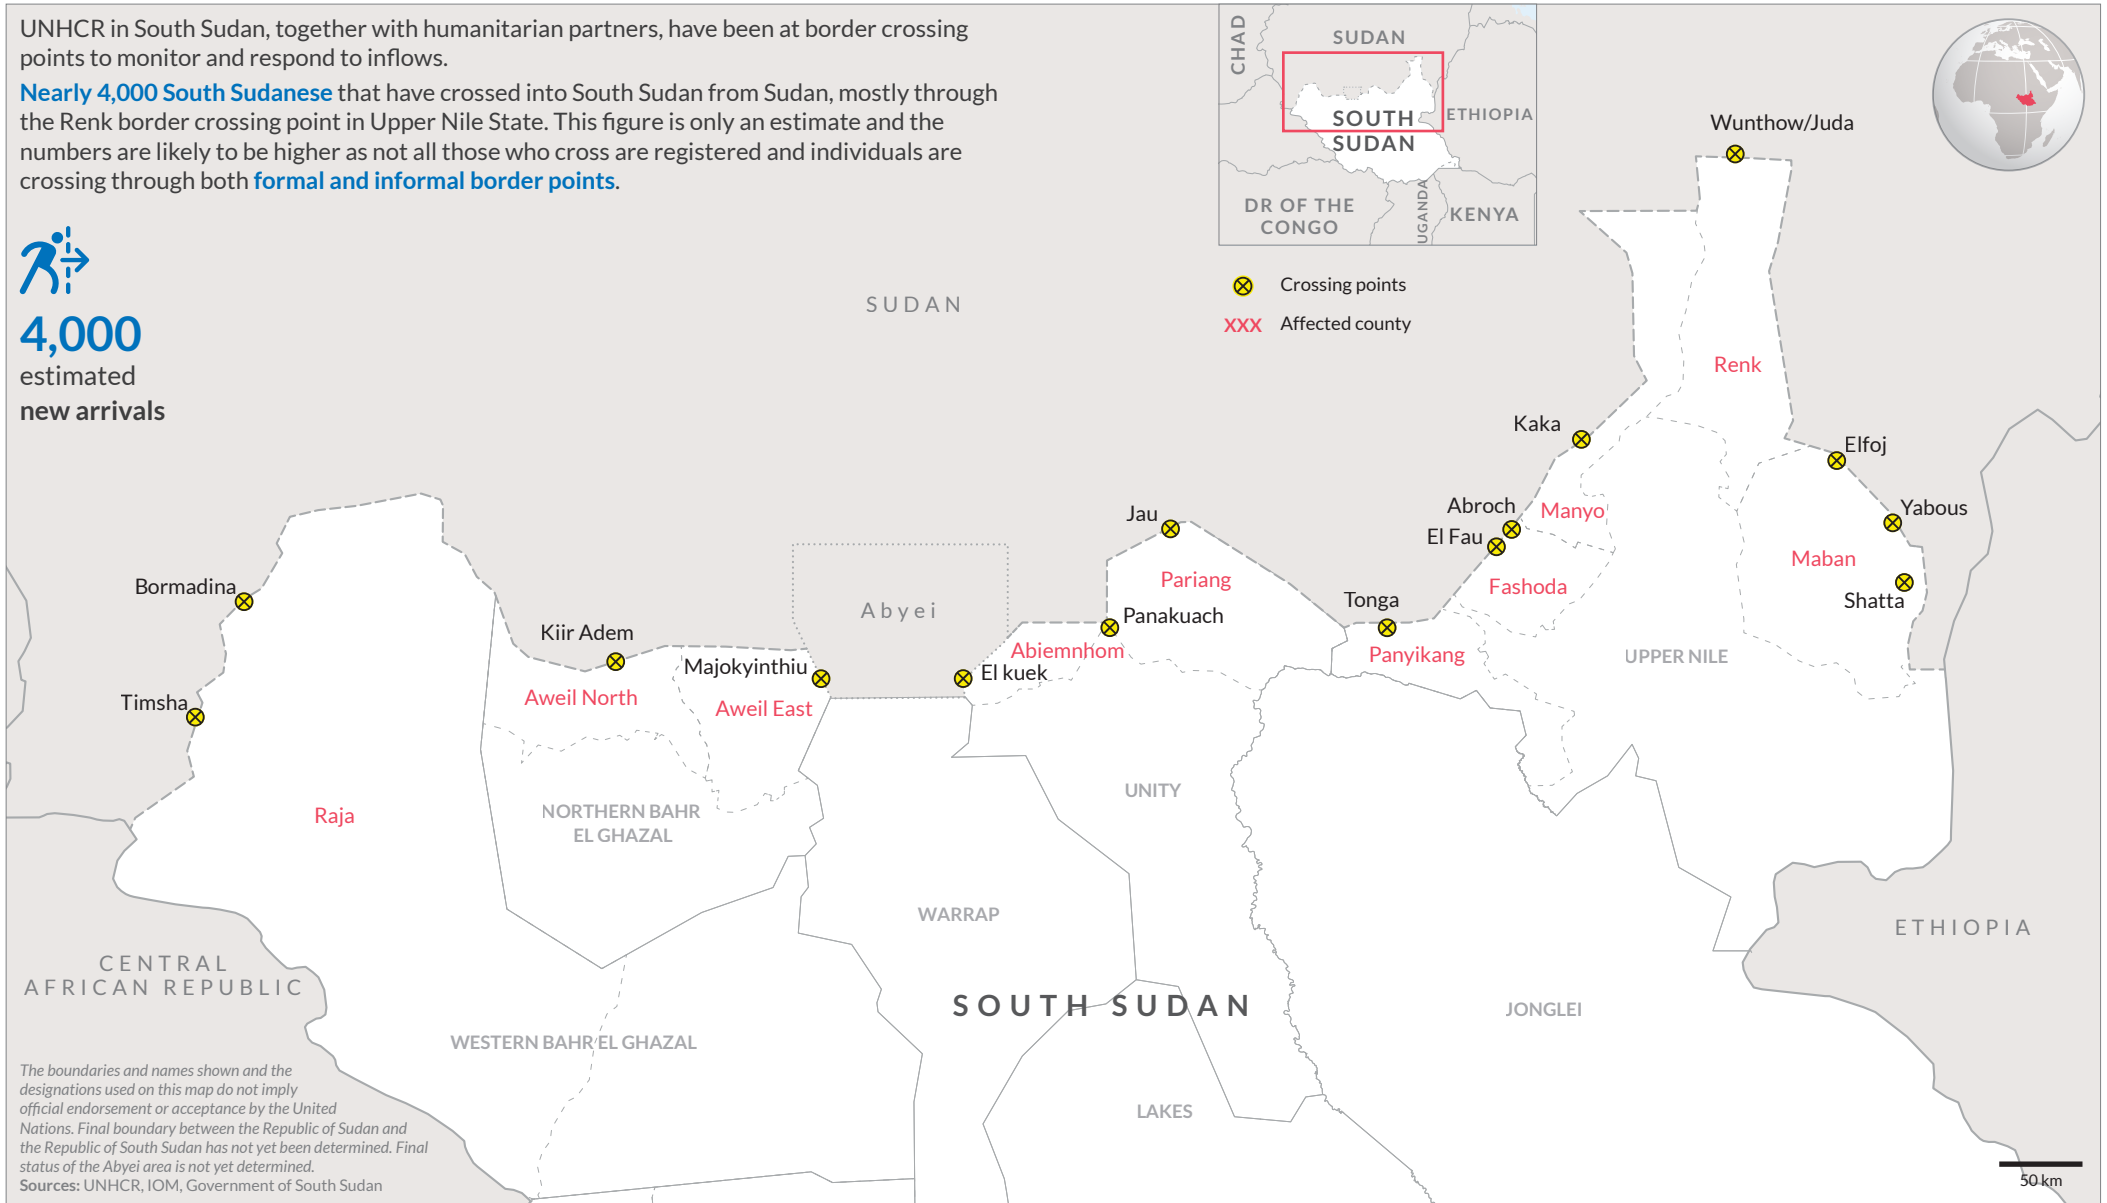 UNHCR in South Sudan, together with humanitarian partners, have been at border crossing
points to monitor and respond to inflows.
Nearly 4,000 South Sudanese that have crossed into South Sudan from Sudan, mostly through
the Renk border crossing point in Upper Nile State. This figure is only an estimate and the
numbers are likely to be higher as not all those who cross are registered and individuals are
crossing through both formal and informal border points.
4,000
estimated
new arrivals
CHAD
SUDAN
SOUTH
SUDAN
ETHIOPIA
DR OF THE
CONGO
UGANDA
KENYA
Crossing points
XXX Affected county
SUDAN
Wunthow/Juda
Renk
Kaka
Elfoj
Abroch
Manyo
Yabous
El Fau
Jau
Maban
Pariang
Fashoda
Bormadina
Shatta
Tonga
Abyei
Panakuach
Kiir Adem
Abiemnhom
Panyikang
UPPER NILE
Majokyinthiu
El kuek
Aweil North
Aweil East
Timsha
UNITY
Raja
NORTHERN BAHR
EL GHAZAL
WARRAP
ETHIOPIA
CENTRAL
AFRICAN REPUBLIC
SOUTH SUDAN
JONGLEI
WESTERN BAHR EL GHAZAL
LAKES
The boundaries and names shown and the
designations used on this map do not imply
official endorsement or acceptance by the United
Nations. Final boundary between the Republic of Sudan and
the Republic of South Sudan has not yet been determined. Final
status of the Abyei area is not yet determined.
Sources: UNHCR, IOM, Government of South Sudan
50 km